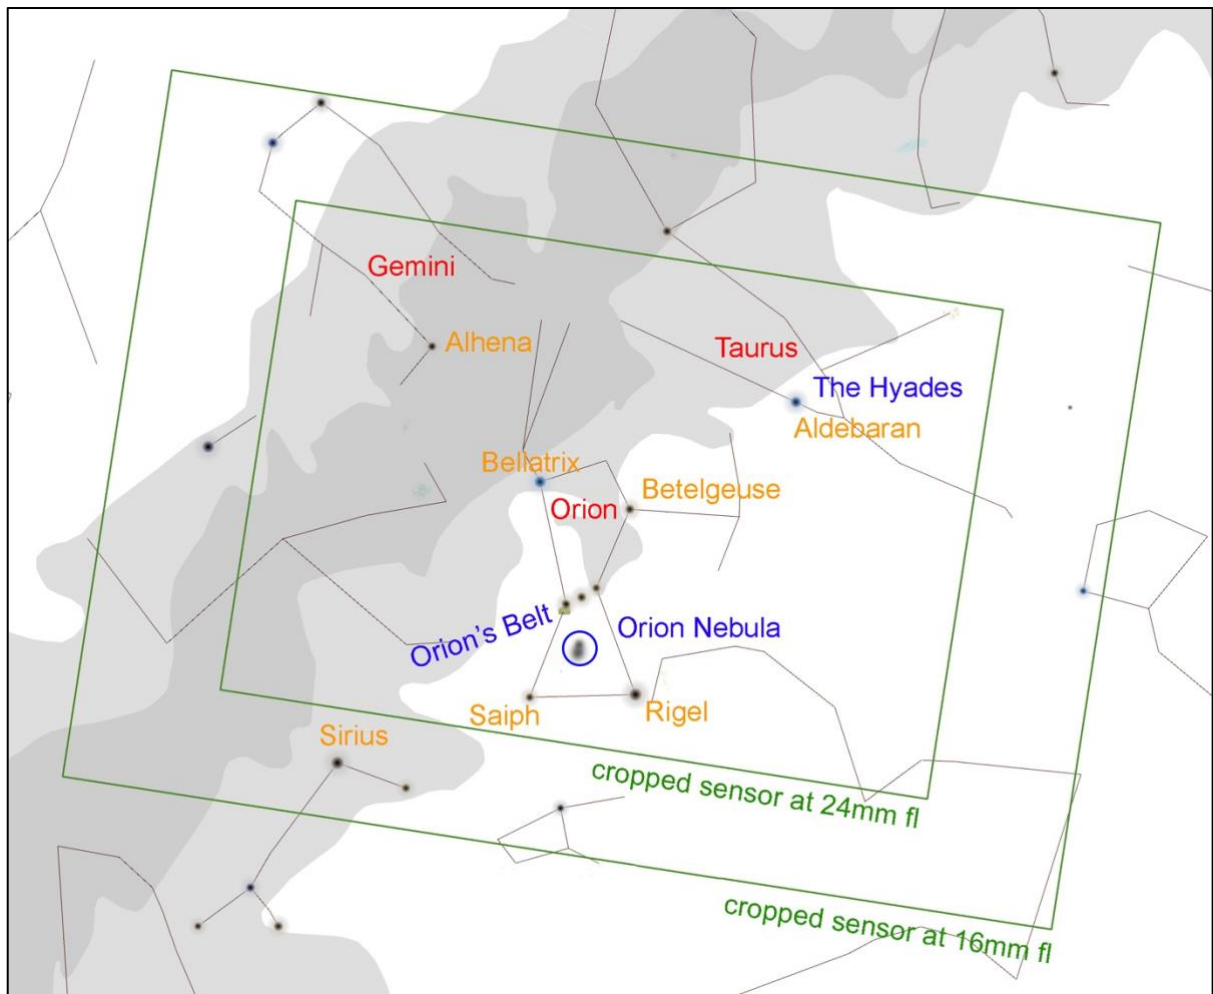 Gemini
Alhena
Taurus
The Hyades
Aldebaran
Bellatrix
Betelgeuse
Orion
Orion's Belt
Orion Nebula
Saiph
Rigel
Sirius
cropped sensor at 24mm fl
cropped sensor at 16mm fl